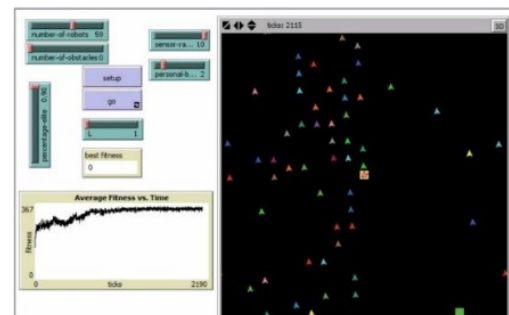 number-of-robots 59
number-of-obstacles 0
sensor-ra... 10
personal-b... 2
percentage-elite 0.90
setup
go
L 1
best fitness
0
Average Fitness vs. Time
367
fitness
0
0 ticks 2190
ticks: 2115
3D